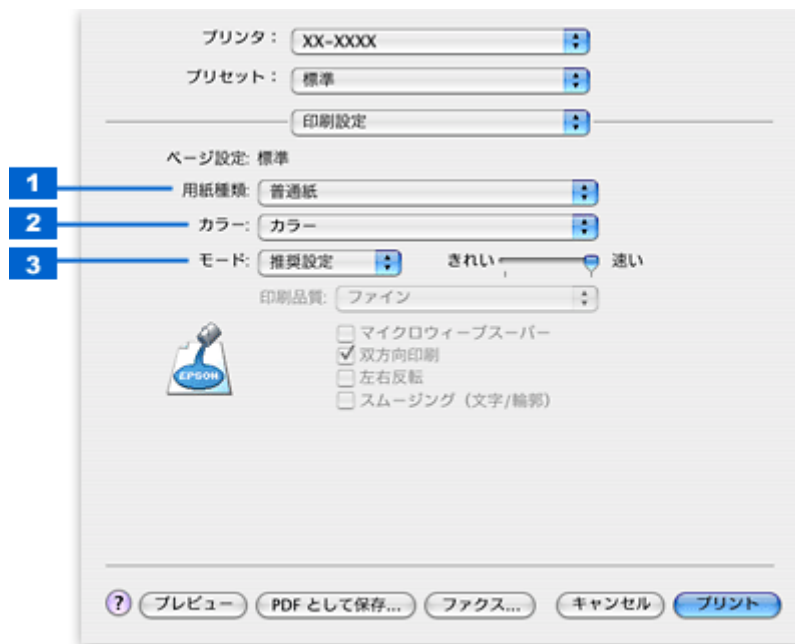 プリンタ： XX-XXXX
プリセット： 標準
印刷設定
ページ設定: 標準
1 用紙種類: 普通紙
2 カラー: カラー
3 モード: 推奨設定 きれい 速い
印刷品質: ファイン
マイクロウィーブスーパー
双方向印刷
左右反転
スムージング（文字/輪郭）
EPSON
? プレビュー PDF として保存... ファクス... キャンセル プリント